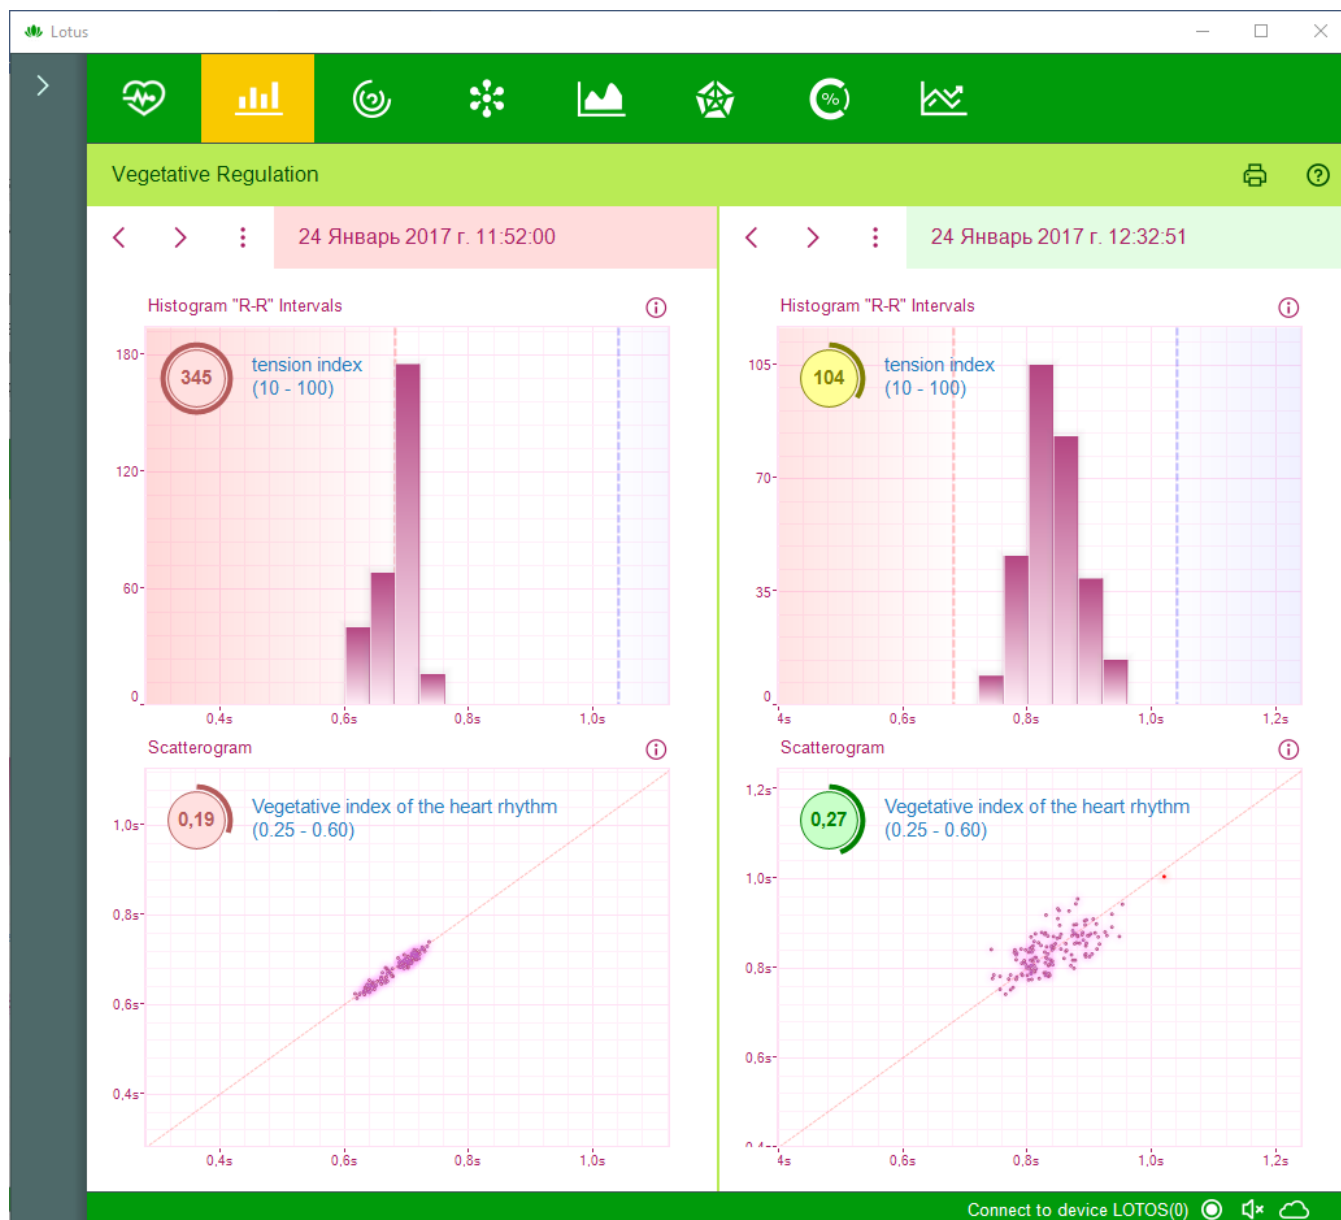 Lotus
%
Vegetative Regulation
?
24 Январь 2017 г. 11:52:00
24 Январь 2017 г. 12:32:51
Histogram "R-R" Intervals
345
tension index
(10 - 100)
180
120
60
0
0,4s
0,6s
0,8s
1,0s
Scatterogram
0,19
Vegetative index of the heart rhythm
(0.25 - 0.60)
1,0s
0,8s
0,6s
0,4s
0,4s
0,6s
0,8s
1,0s
Histogram "R-R" Intervals
104
tension index
(10 - 100)
105
70
35
0
4s
0,6s
0,8s
1,0s
1,2s
Scatterogram
0,27
Vegetative index of the heart rhythm
(0.25 - 0.60)
1,2s
1,0s
0,8s
0,6s
0,4
4s
0,6s
0,8s
1,0s
1,2s
Connect to device LOTOS(0)